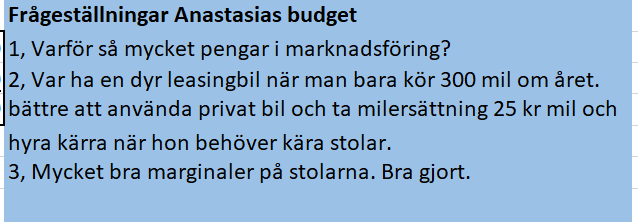 Frågeställningar Anastasias budget
1, Varför så mycket pengar i marknadsföring?
2, Var ha en dyr leasingbil när man bara kör 300 mil om året.
bättre att använda privat bil och ta milersättning 25 kr mil och
hyra kärra när hon behöver kära stolar.
3, Mycket bra marginaler på stolarna. Bra gjort.